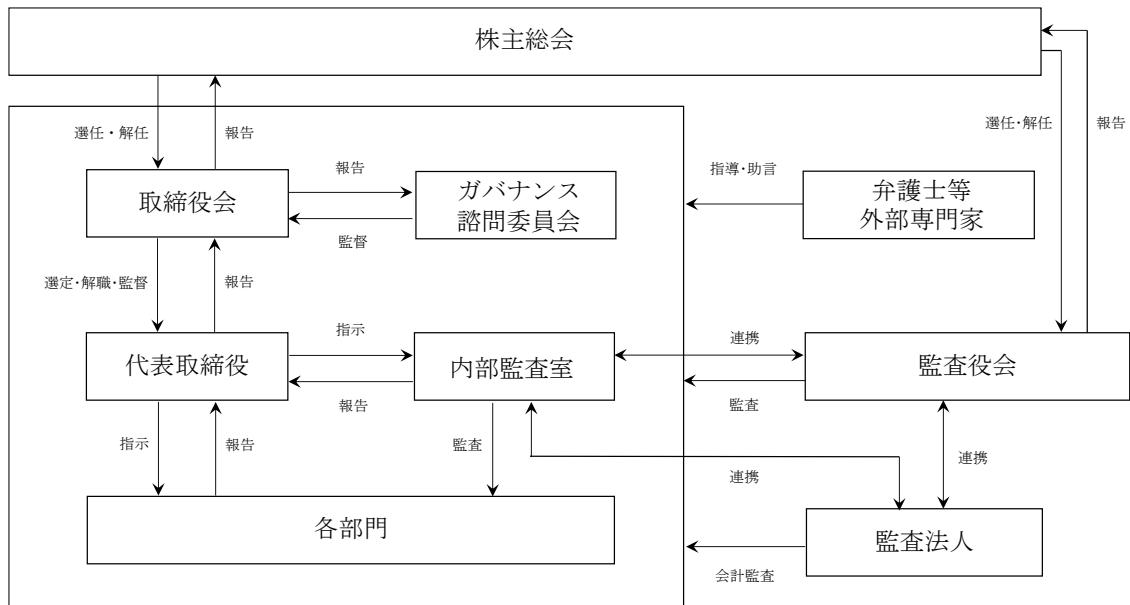 株主総会
選任・解任
報告
選任・解任
報告
取締役会
報告
監督
ガバナンス
諮問委員会
指導・助言
弁護士等
外部専門家
選定・解職・監督
報告
代表取締役
指示
報告
内部監査室
連携
監査
監査役会
指示
報告
監査
連携
連携
各部門
監査法人
会計監査